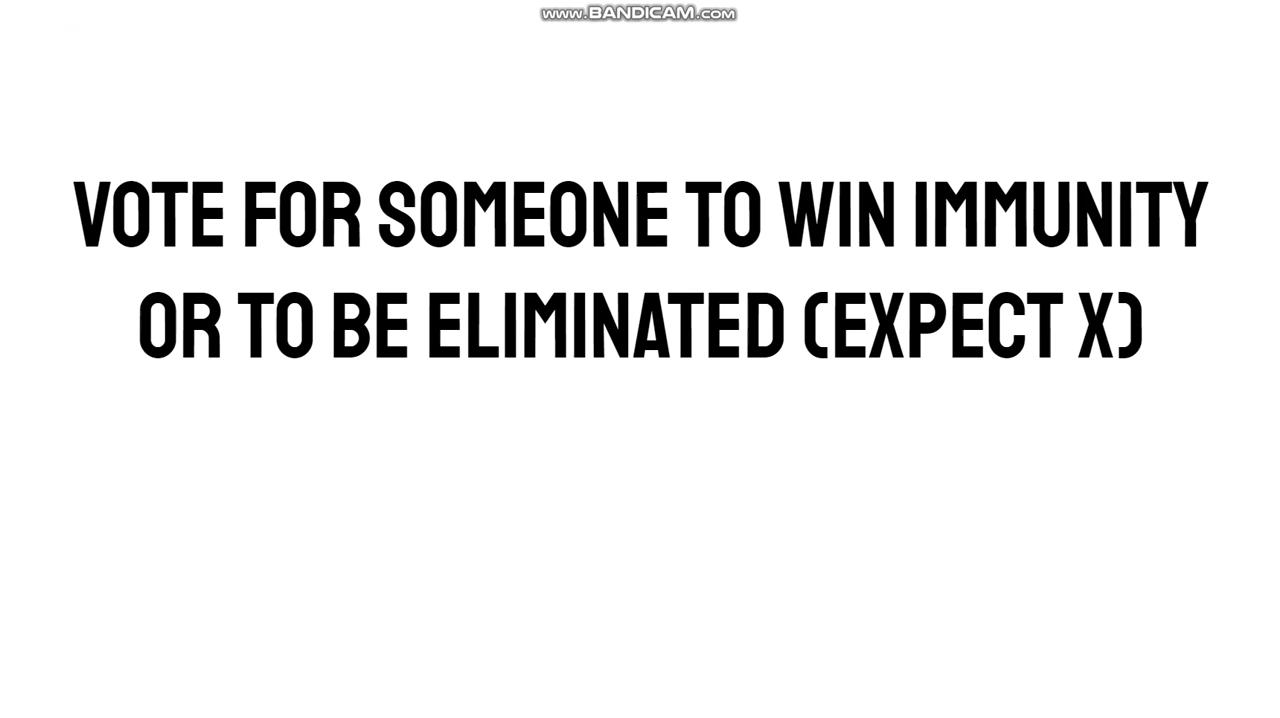 www.BANDICAM.com
VOTE FOR SOMEONE TO WIN IMMUNITY
OR TO BE ELIMINATED (EXPECT X)